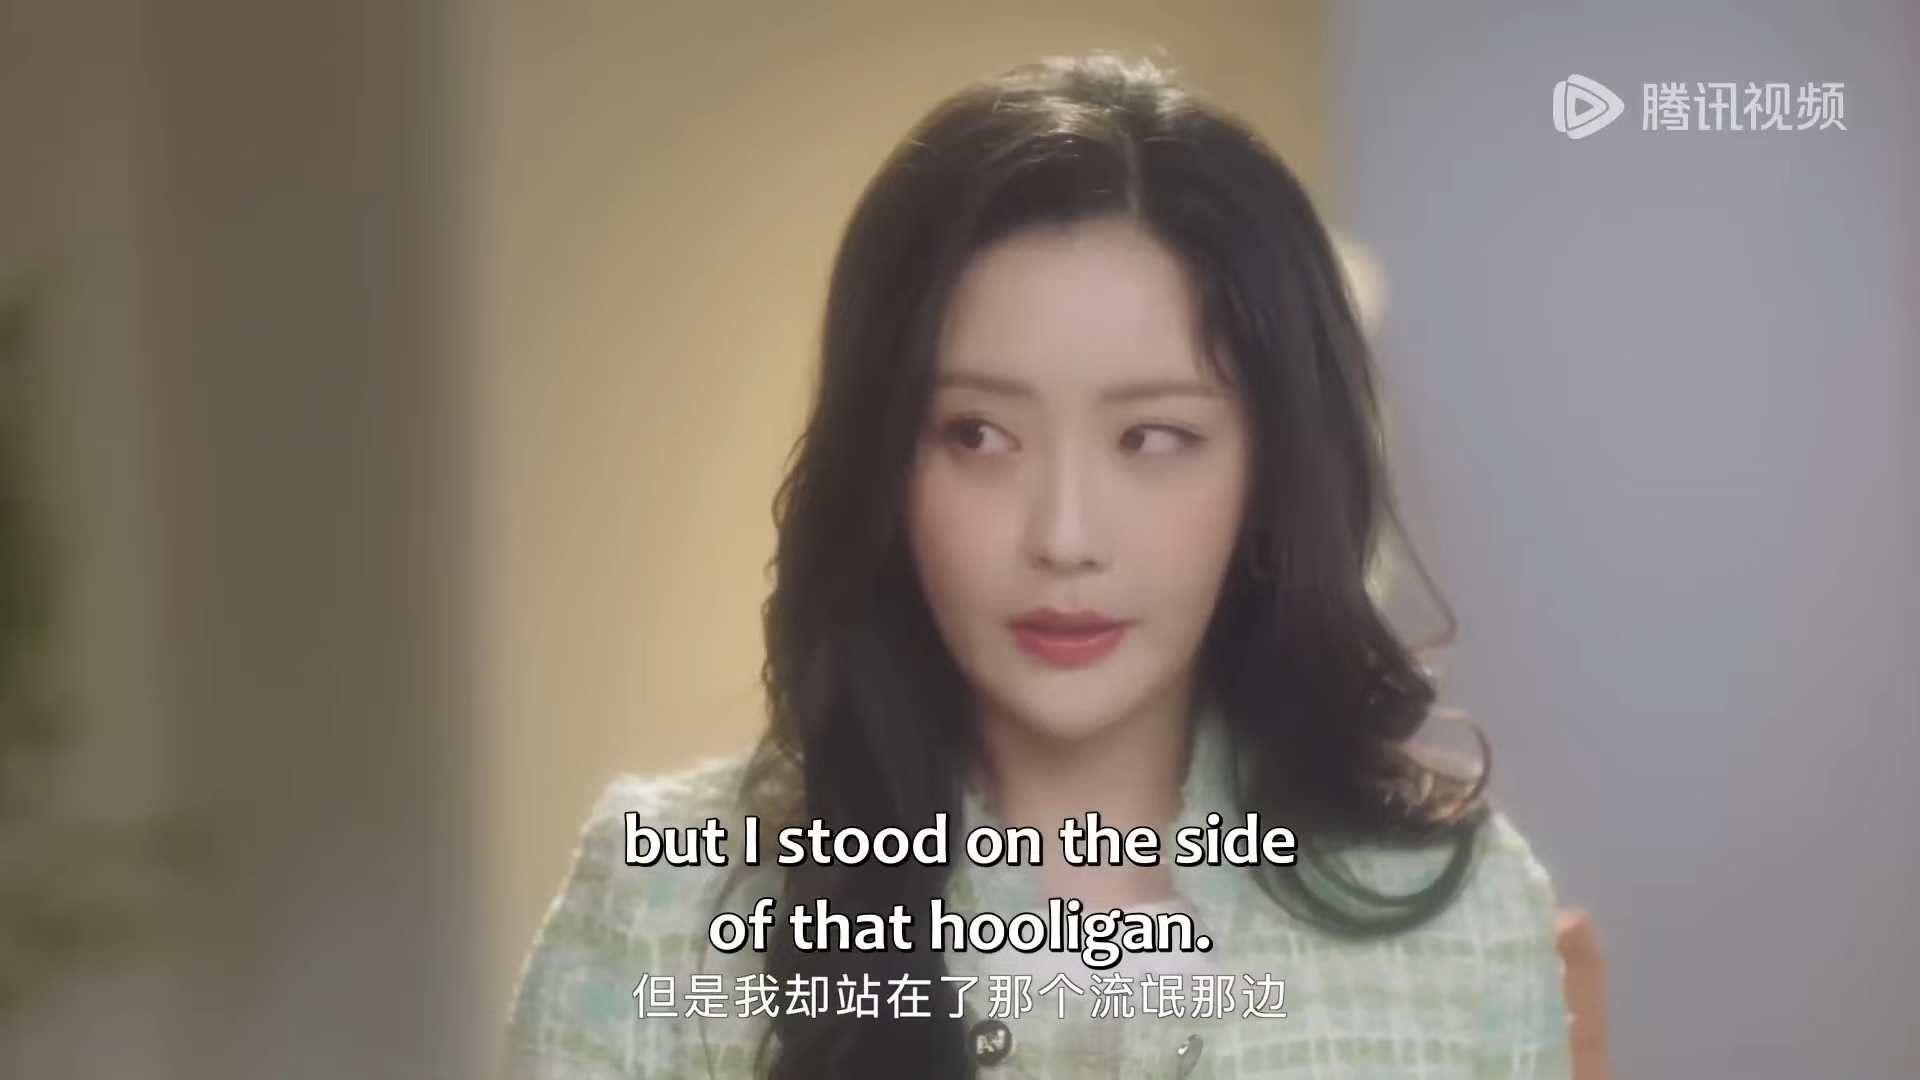 腾讯视频
but I stood on the side
of that hooligan.
但是我却站在了那个流氓那边